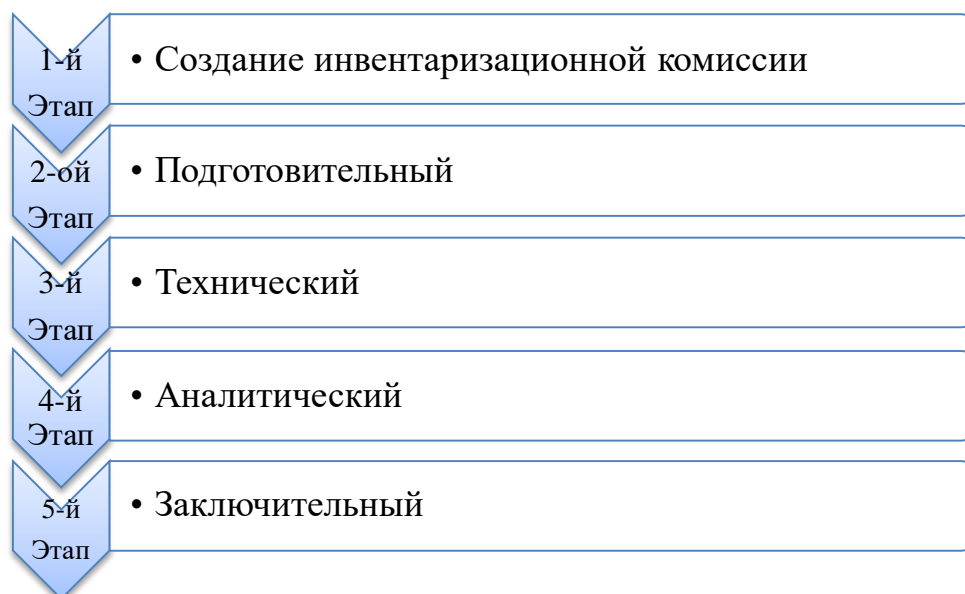 1-й
Этап
• Создание инвентаризационной комиссии
2-ой
Этап
• Подготовительный
3-й
Этап
• Технический
4-й
Этап
• Аналитический
5-й
Этап
• Заключительный